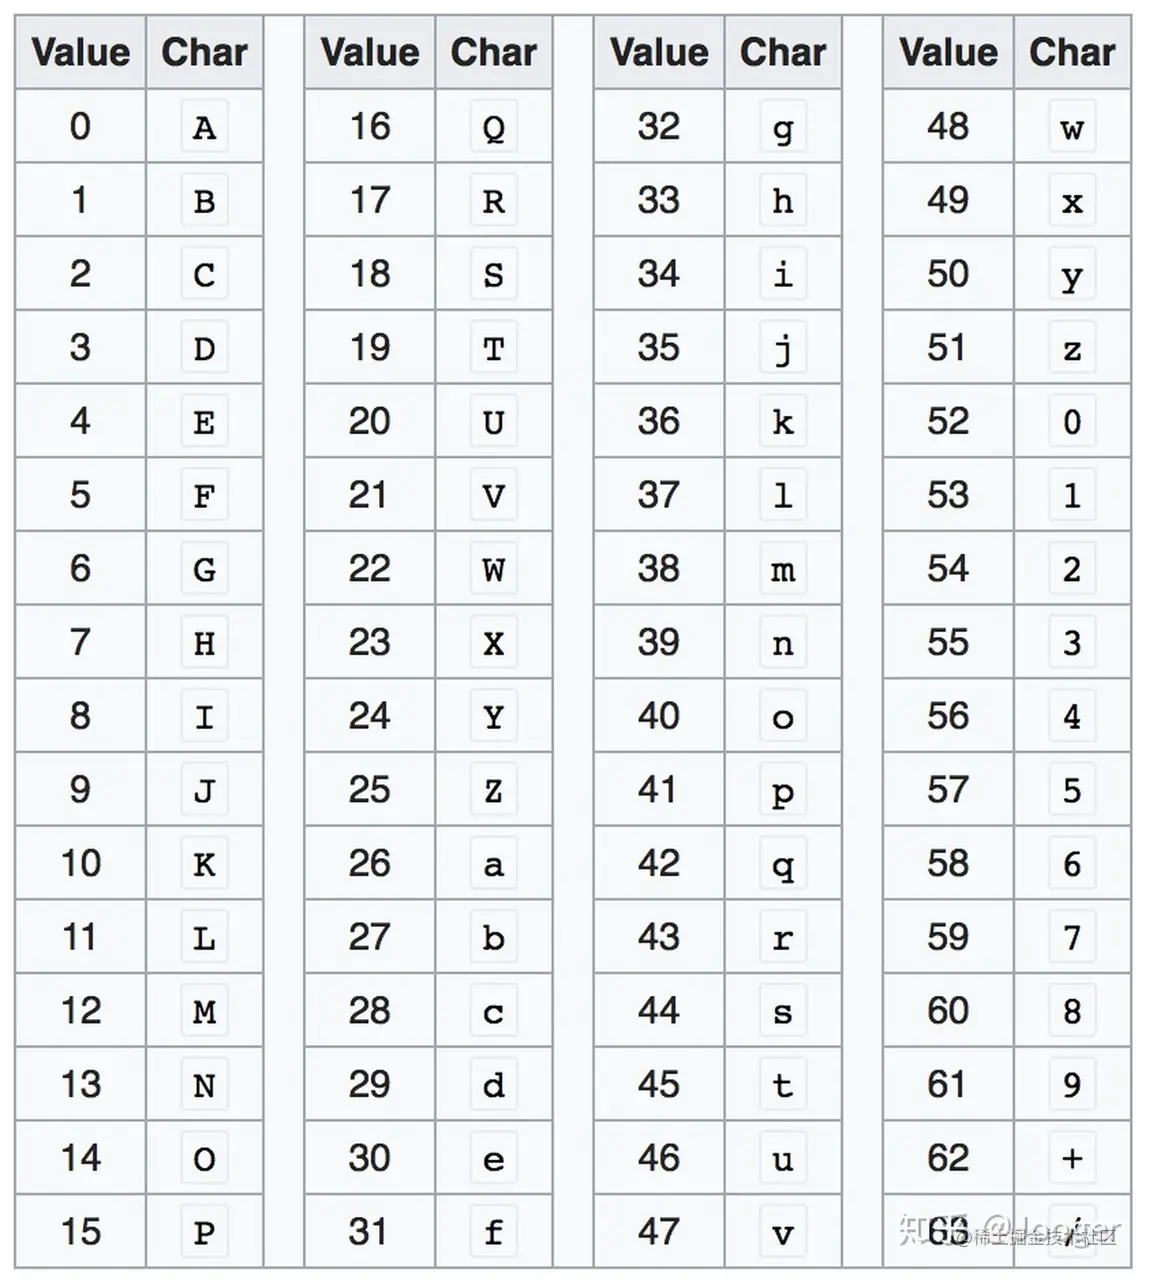 Value Char Value Char Value Char Value Char
0 A 16 Q 32 g 48 w
1 B 17 R 33 h 49 x
2 C 18 S 34 i 50 y
3 D 19 T 35 j 51 z
4 E 20 U 36 k 52 0
5 F 21 V 37 l 53 1
6 G 22 W 38 m 54 2
7 H 23 X 39 n 55 3
8 I 24 Y 40 o 56 4
9 J 25 Z 41 p 57 5
10 K 26 a 42 q 58 6
11 L 27 b 43 r 59 7
12 M 28 c 44 s 60 8
13 N 29 d 45 t 61 9
14 O 30 e 46 u 62 +
15 P 31 f 47 v 63 /
知乎
@稀土掘金技术社区